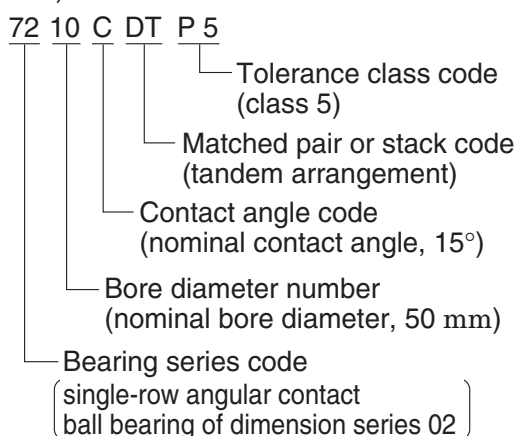 72 10 C DT P 5
Tolerance class code
(class 5)
Matched pair or stack code
(tandem arrangement)
Contact angle code
(nominal contact angle, 15°)
Bore diameter number
(nominal bore diameter, 50 mm)
Bearing series code
(single-row angular contact
ball bearing of dimension series 02)